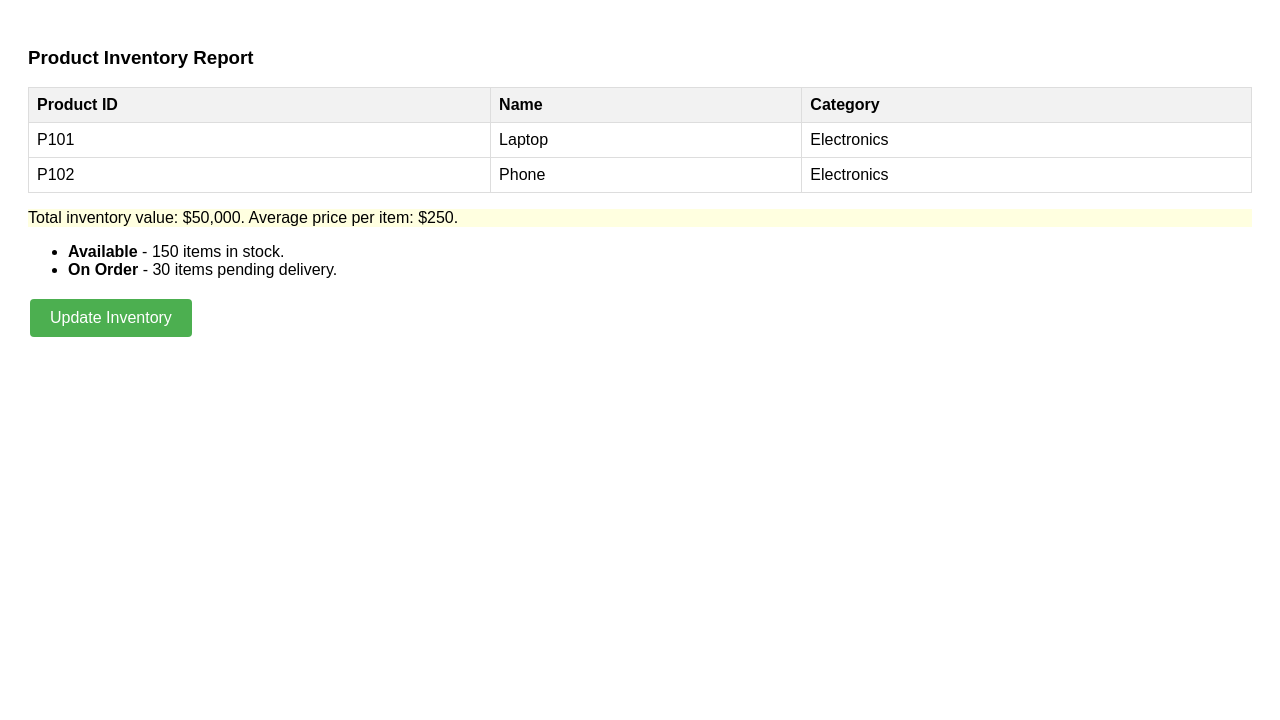 Product Inventory Report
Product ID Name Category
P101 Laptop Electronics
P102 Phone Electronics
Total inventory value: $50,000. Average price per item: $250.
• Available - 150 items in stock.
• On Order - 30 items pending delivery.
Update Inventory